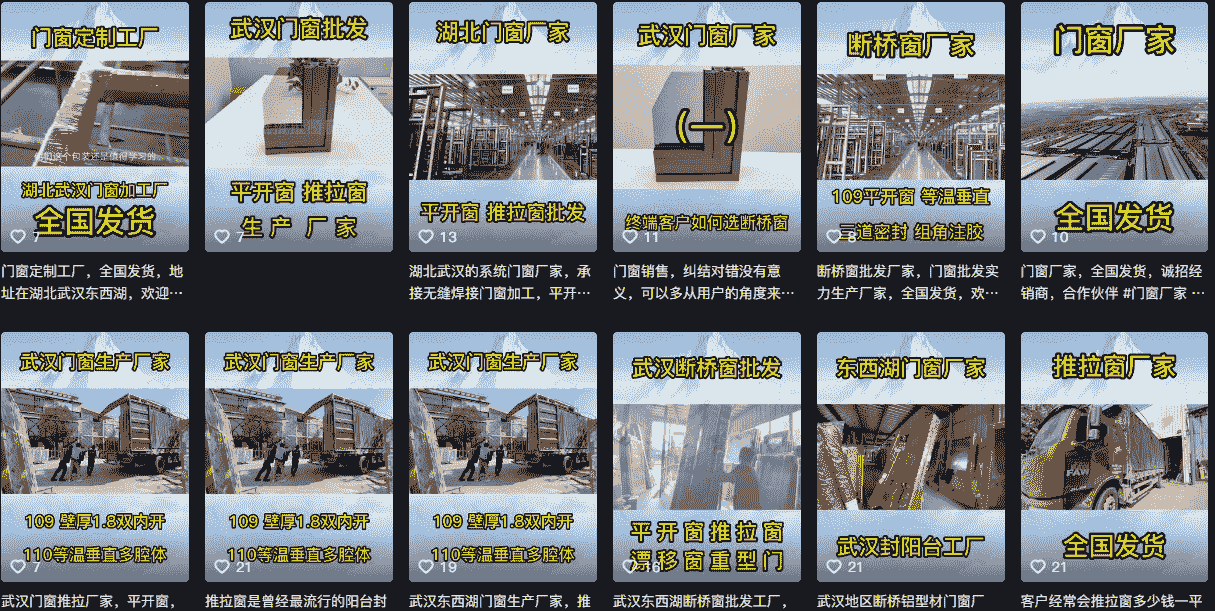 门窗定制工厂
们这个包装还是值得学习的
湖北武汉门窗加工厂
全国发货
7
门窗定制工厂，全国发货，地
址在湖北武汉东西湖，欢迎…
武汉门窗批发
平开窗 推拉窗
生产厂家
7
湖北门窗厂家
平开窗 推拉窗批发
13
湖北武汉的系统门窗厂家，承
接无缝焊接门窗加工，平开…
武汉门窗厂家
(一)
终端客户如何选断桥窗
11
门窗销售，纠结对错没有意
义，可以多从用户的角度来…
断桥窗厂家
109平开窗 等温垂直
三道密封 组角注胶
8
断桥窗批发厂家，门窗批发实
力生产厂家，全国发货，欢…
门窗厂家
全国发货
10
门窗厂家，全国发货，诚招经
销商，合作伙伴 #门窗厂家 …
武汉门窗生产厂家
109 壁厚1.8双内开
110等温垂直多腔体
7
武汉门窗推拉厂家，平开窗，
武汉门窗生产厂家
109 壁厚1.8双内开
110等温垂直多腔体
21
推拉窗是曾经最流行的阳台封
武汉门窗生产厂家
109 壁厚1.8双内开
110等温垂直多腔体
19
武汉东西湖门窗生产厂家，推
武汉断桥窗批发
平开窗推拉窗
漂移窗重型门
16
武汉东西湖断桥窗批发工厂，
东西湖门窗厂家
武汉封阳台工厂
21
武汉地区断桥铝型材门窗厂
推拉窗厂家
FAW
全国发货
21
客户经常会推拉窗多少钱一平